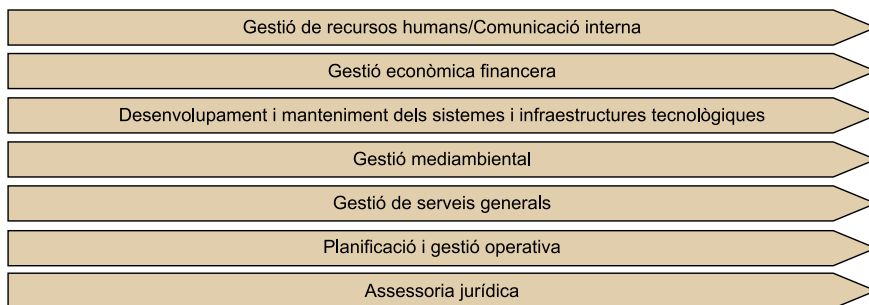 Gestió de recursos humans/Comunicació interna
Gestió econòmica financera
Desenvolupament i manteniment dels sistemes i infraestructures tecnològiques
Gestió mediambiental
Gestió de serveis generals
Planificació i gestió operativa
Assessoria jurídica